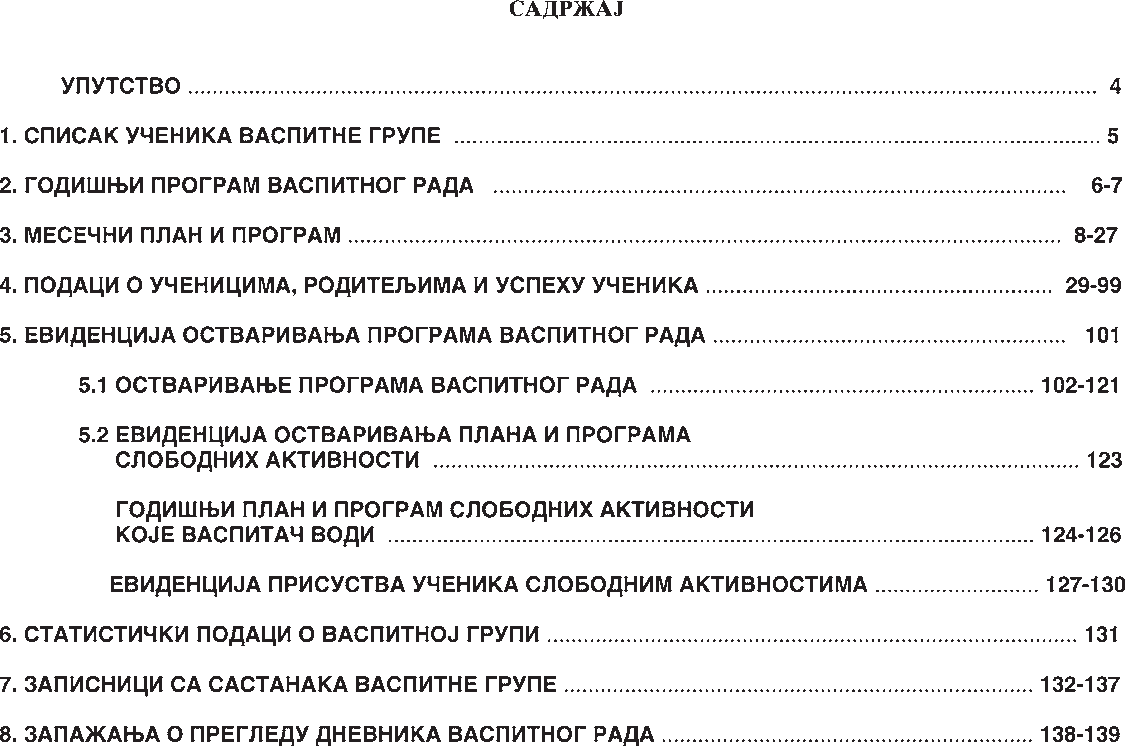 САДРЖАЈ
УПУТСТВО ........................ 4
1. СПИСАК УЧЕНИКА ВАСПИТНЕ ГРУПЕ ........................ 5
2. ГОДИШЊИ ПРОГРАМ ВАСПИТНОГ РАДА ........................ 6-7
3. МЕСЕЧНИ ПЛАН И ПРОГРАМ ........................ 8-27
4. ПОДАЦИ О УЧЕНИЦИМА, РОДИТЕЉИМА И УСПЕХУ УЧЕНИКА ........................ 29-99
5. ЕВИДЕНЦИЈА ОСТВАРИВАЊА ПРОГРАМА ВАСПИТНОГ РАДА ........................ 101
5.1 ОСТВАРИВАЊЕ ПРОГРАМА ВАСПИТНОГ РАДА ........................ 102-121
5.2 ЕВИДЕНЦИЈА ОСТВАРИВАЊА ПЛАНА И ПРОГРАМА
СЛОБОДНИХ АКТИВНОСТИ ........................ 123
ГОДИШЊИ ПЛАН И ПРОГРАМ СЛОБОДНИХ АКТИВНОСТИ
КОЈЕ ВАСПИТАЧ ВОДИ ........................ 124-126
ЕВИДЕНЦИЈА ПРИСУСТВА УЧЕНИКА СЛОБОДНИМ АКТИВНОСТИМА ........................ 127-130
6. СТАТИСТИЧКИ ПОДАЦИ О ВАСПИТНОЈ ГРУПИ ........................ 131
7. ЗАПИСНИЦИ СА САСТАНАКА ВАСПИТНЕ ГРУПЕ ........................ 132-137
8. ЗАПАЖАЊА О ПРЕГЛЕДУ ДНЕВНИКА ВАСПИТНОГ РАДА ........................ 138-139